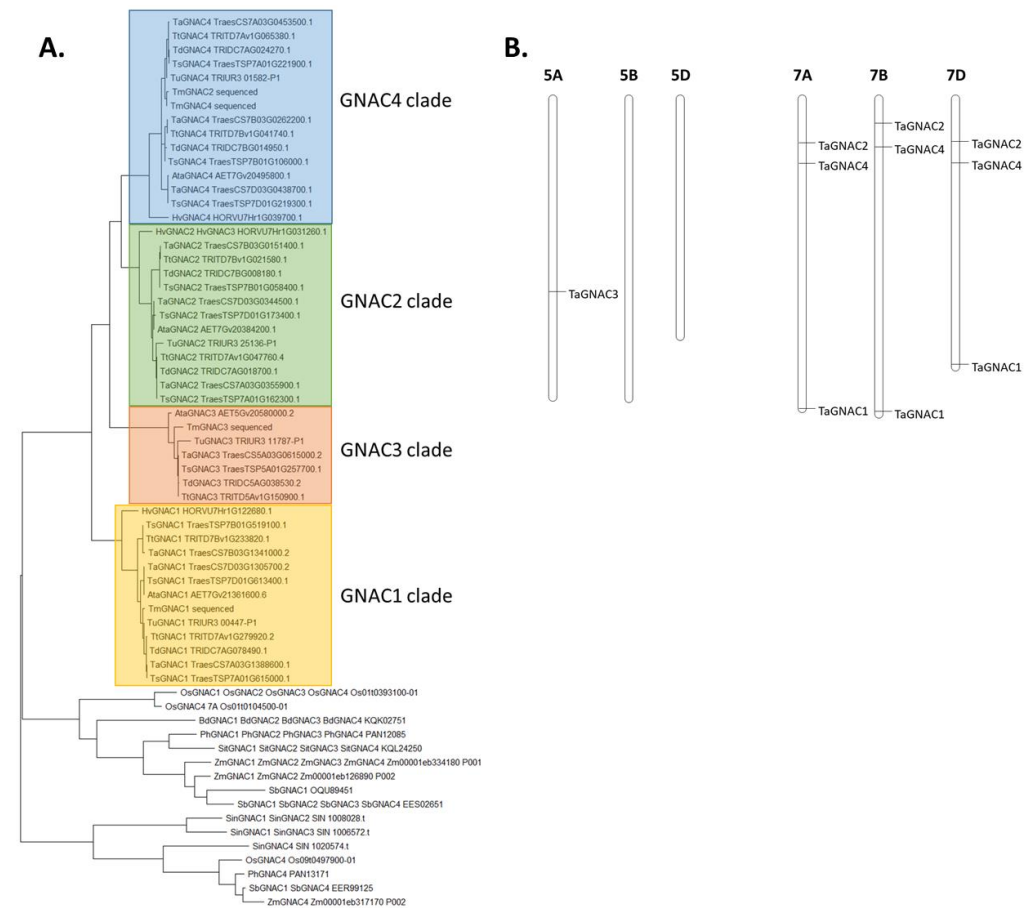 A.
TaGNAC4 TraesCS7A03G0453500.1
TtGNAC4 TRITD7Av1G065380.1
TdGNAC4 TRIDC7AG024270.1
TsGNAC4 TraesTSP7A01G221900.1
TuGNAC4 TRIUR3 01582-P1
TmGNAC2 sequenced
TmGNAC4 sequenced
TaGNAC4 TraesCS7B03G0262200.1
TtGNAC4 TRITD7Bv1G041740.1
TdGNAC4 TRIDC7BG014950.1
TsGNAC4 TraesTSP7B01G106000.1
AtaGNAC4 AET7Gv20495800.1
TaGNAC4 TraesCS7D03G0438700.1
TsGNAC4 TraesTSP7D01G219300.1
HvGNAC4 HORVU7Hr1G039700.1
GNAC4 clade
HvGNAC2 HvGNAC3 HORVU7Hr1G031260.1
TaGNAC2 TraesCS7B03G0151400.1
TtGNAC2 TRITD7Bv1G021580.1
TdGNAC2 TRIDC7BG008180.1
TsGNAC2 TraesTSP7B01G058400.1
TaGNAC2 TraesCS7D03G0344500.1
TsGNAC2 TraesTSP7D01G173400.1
AtaGNAC2 AET7Gv20384200.1
TuGNAC2 TRIUR3 25136-P1
TtGNAC2 TRITD7Av1G047760.4
TdGNAC2 TRIDC7AG018700.1
TaGNAC2 TraesCS7A03G0355900.1
TsGNAC2 TraesTSP7A01G162300.1
GNAC2 clade
AtaGNAC3 AET5Gv20580000.2
TmGNAC3 sequenced
TuGNAC3 TRIUR3 11787-P1
TaGNAC3 TraesCS5A03G0615000.2
TsGNAC3 TraesTSP5A01G257700.1
TdGNAC3 TRIDC5AG038530.2
TtGNAC3 TRITD5Av1G150900.1
GNAC3 clade
HvGNAC1 HORVU7Hr1G122680.1
TsGNAC1 TraesTSP7B01G519100.1
TtGNAC1 TRITD7Bv1G233820.1
TaGNAC1 TraesCS7B03G1341000.2
TaGNAC1 TraesCS7D03G1305700.2
TsGNAC1 TraesTSP7D01G613400.1
AtaGNAC1 AET7Gv21361600.6
TmGNAC1 sequenced
TuGNAC1 TRIUR3 00447-P1
TtGNAC1 TRITD7Av1G279920.2
TdGNAC1 TRIDC7AG078490.1
TaGNAC1 TraesCS7A03G1388600.1
TsGNAC1 TraesTSP7A01G615000.1
GNAC1 clade
OsGNAC1 OsGNAC2 OsGNAC3 OsGNAC4 Os01t0393100-01
OsGNAC4 7A Os01t0104500-01
BdGNAC1 BdGNAC2 BdGNAC3 BdGNAC4 KQK02751
PhGNAC1 PhGNAC2 PhGNAC3 PhGNAC4 PAN12085
SitGNAC1 SitGNAC2 SitGNAC3 SitGNAC4 KQL24250
ZmGNAC1 ZmGNAC2 ZmGNAC3 ZmGNAC4 Zm00001eb334180 P001
ZmGNAC1 ZmGNAC2 Zm00001eb126890 P002
SbGNAC1 OQU89451
SbGNAC1 SbGNAC2 SbGNAC3 SbGNAC4 EES02651
SinGNAC1 SinGNAC2 SIN 1008028.t
SinGNAC1 SinGNAC3 SIN 1006572.t
SinGNAC4 SIN 1020574.t
OsGNAC4 Os09t0497900-01
PhGNAC4 PAN13171
SbGNAC1 SbGNAC4 EER99125
ZmGNAC4 Zm00001eb317170 P002
B.
5A 5B 5D 7A 7B 7D
TaGNAC3
TaGNAC2
TaGNAC4
TaGNAC1
TaGNAC2
TaGNAC4
TaGNAC1
TaGNAC2
TaGNAC4
TaGNAC1